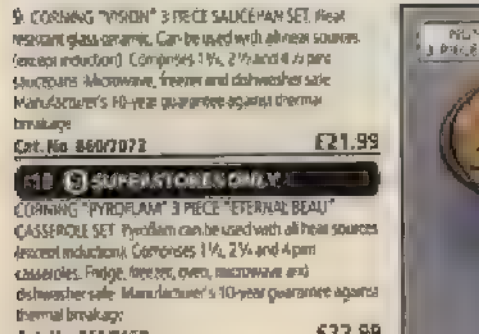 9. CORNING "VISION" 3 PIECE SAUCEPAN SET. Heat
resistant glass-ceramic. Can be used with all heat sources
(except induction). Comprises 1½, 2½ and 4½ pint
saucepans. Microwave, freezer and dishwasher safe.
Manufacturer's 10-year guarantee against thermal
breakage.
Cat. No. 860/7072 £21.99
10 S SUPERSTORES ONLY
CORNING "PYROFLAM" 3 PIECE "ETERNAL BEAU"
CASSEROLE SET. Pyroflam can be used with all heat sources
(except induction). Comprises 1½, 2½ and 4 pint
casseroles. Fridge, freezer, oven, microwave and
dishwasher safe. Manufacturer's 10-year guarantee against
thermal breakage.
3 PIECE